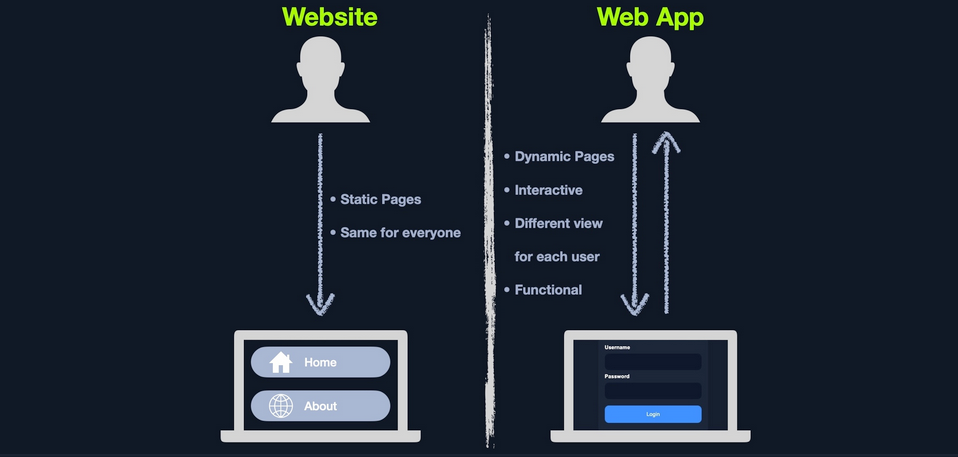 Website
• Static Pages
• Same for everyone
Home
About
Web App
• Dynamic Pages
• Interactive
• Different view
for each user
• Functional
Username
Password
Login